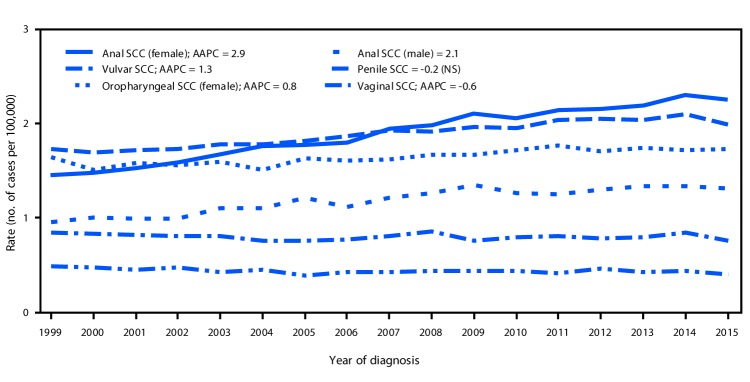 3
Anal SCC (female); AAPC = 2.9
Anal SCC (male) = 2.1
Vulvar SCC; AAPC = 1.3
Penile SCC = -0.2 (NS)
Oropharyngeal SCC (female); AAPC = 0.8
Vaginal SCC; AAPC = -0.6
2
Rate (no. of cases per 100,000)
1
0
1999 2000 2001 2002 2003 2004 2005 2006 2007 2008 2009 2010 2011 2012 2013 2014 2015
Year of diagnosis